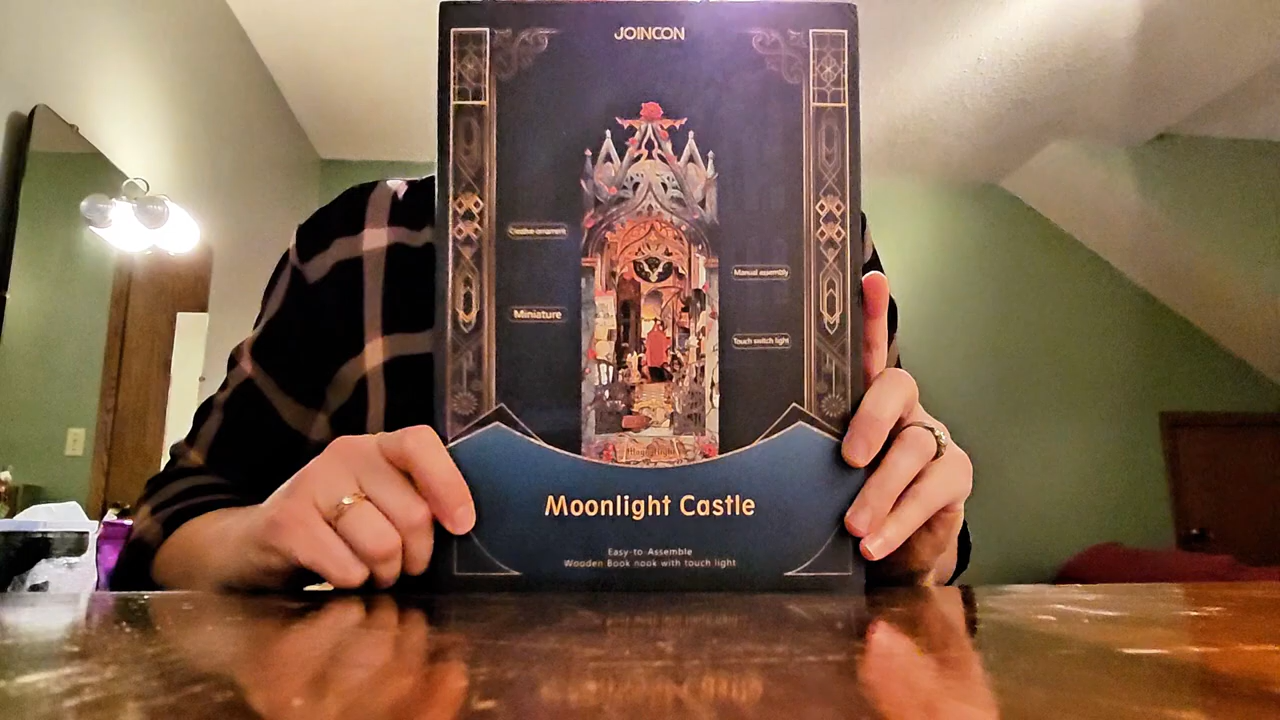 JOINCON
Creative ornament
Manual assembly
Miniature
Touch switch light
Moonlight Castle
Easy-to-Assemble
Wooden Book nook with touch light